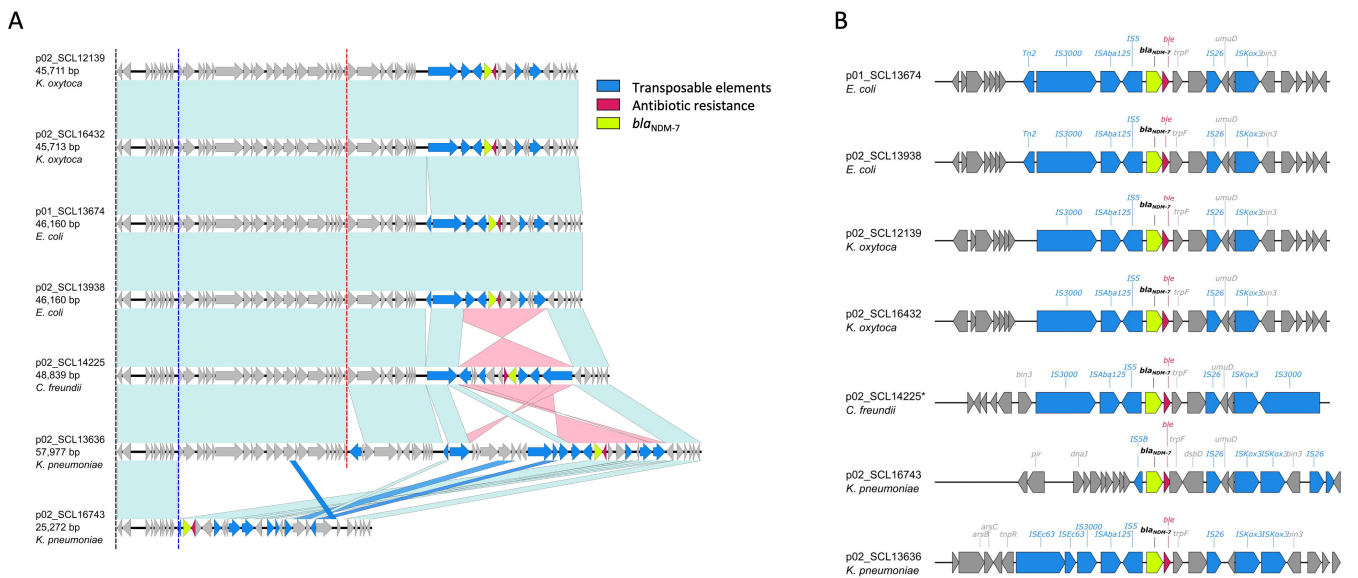 A
p02_SCL12139
45,711 bp
K. oxytoca
p02_SCL16432
45,713 bp
K. oxytoca
p01_SCL13674
46,160 bp
E. coli
p02_SCL13938
46,160 bp
E. coli
p02_SCL14225
48,839 bp
C. freundii
p02_SCL13636
57,977 bp
K. pneumoniae
p02_SCL16743
25,272 bp
K. pneumoniae
Transposable elements
Antibiotic resistance
blaNDM-7
B
IS5 ble umuD
Tn2 IS3000 ISAba125 blaNDM-7 trpF IS26 ISKox3 bin3
p01_SCL13674
E. coli
IS5 ble umuD
Tn2 IS3000 ISAba125 blaNDM-7 trpF IS26 ISKox3 bin3
p02_SCL13938
E. coli
IS5 ble umuD
IS3000 ISAba125 blaNDM-7 trpF IS26 ISKox3 bin3
p02_SCL12139
K. oxytoca
IS5 ble umuD
IS3000 ISAba125 blaNDM-7 trpF IS26 ISKox3 bin3
p02_SCL16432
K. oxytoca
IS5 ble umuD
bin3 IS3000 ISAba125 blaNDM-7 trpF IS26 ISKox3 IS3000
p02_SCL14225*
C. freundii
ble
IS5B trpF umuD
pir dnaJ blaNDM-7 dsbD IS26 ISKox3 ISKox3 bin3 IS26
p02_SCL16743
K. pneumoniae
arsC IS3000 IS5 ble umuD
arsB tnpR ISEc63 ISEc63 ISAba125 blaNDM-7 trpF IS26 ISKox3 ISKox3 bin3
p02_SCL13636
K. pneumoniae